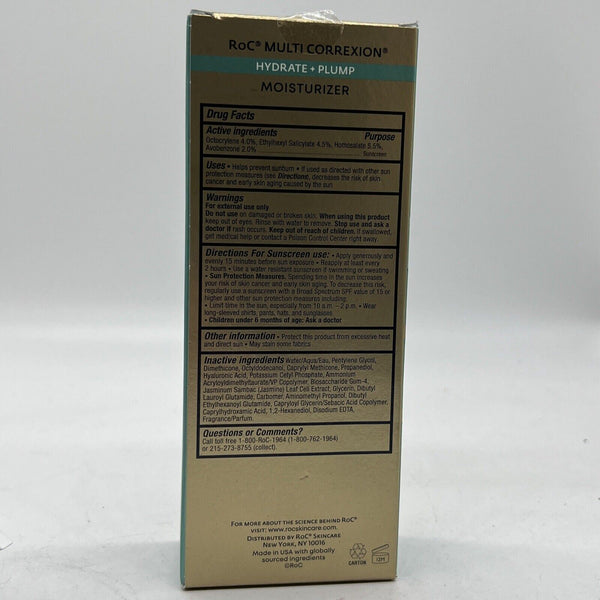 RoC® MULTI CORREXION®
HYDRATE + PLUMP
MOISTURIZER
Drug Facts
Active ingredients Purpose
Octocrylene 4.0%, Ethylhexyl Salicylate 4.5%, Homosalate 5.5%,
Avobenzone 2.0% Sunscreen
Uses • Helps prevent sunburn • If used as directed with other sun
protection measures (see Directions, decreases the risk of skin
cancer and early skin aging caused by the sun
Warnings
For external use only
Do not use on damaged or broken skin. When using this product
keep out of eyes. Rinse with water to remove. Stop use and ask a
doctor if rash occurs. Keep out of reach of children. If swallowed,
get medical help or contact a Poison Control Center right away.
Directions For Sunscreen use: • Apply generously and
evenly 15 minutes before sun exposure • Reapply at least every
2 hours • Use a water resistant sunscreen if swimming or sweating
• Sun Protection Measures. Spending time in the sun increases
your risk of skin cancer and early skin aging. To decrease this risk,
regularly use a sunscreen with a Broad Spectrum SPF value of 15 or
higher and other sun protection measures including:
• Limit time in the sun, especially from 10 a.m. – 2 p.m. • Wear
long-sleeved shirts, pants, hats, and sunglasses
• Children under 6 months of age: Ask a doctor
Other information • Protect this product from excessive heat
and direct sun • May stain some fabrics
Inactive ingredients Water/Aqua/Eau, Pentylene Glycol,
Dimethicone, Octyldodecanol, Caprylyl Methicone, Propanediol,
Hyaluronic Acid, Potassium Cetyl Phosphate, Ammonium
Acryloyldimethyltaurate/VP Copolymer, Biosaccharide Gum-4,
Jasminum Sambac (Jasmine) Leaf Cell Extract, Glycerin, Dibutyl
Lauroyl Glutamide, Carbomer, Aminomethyl Propanol, Dibutyl
Ethylhexanoyl Glutamide, Capryloyl Glycerin/Sebacic Acid Copolymer,
Caprylhydroxamic Acid, 1,2-Hexanediol, Disodium EDTA,
Fragrance/Parfum.
Questions or Comments?
Call toll free 1-800-RoC-1964 (1-800-762-1964)
or 215-273-8755 (collect).
For more about the science behind RoC®
visit: www.rocskincare.com
Distributed by RoC® Skincare
New York, NY 10016
Made in USA with globally
sourced ingredients
©RoC
CARTON
12M